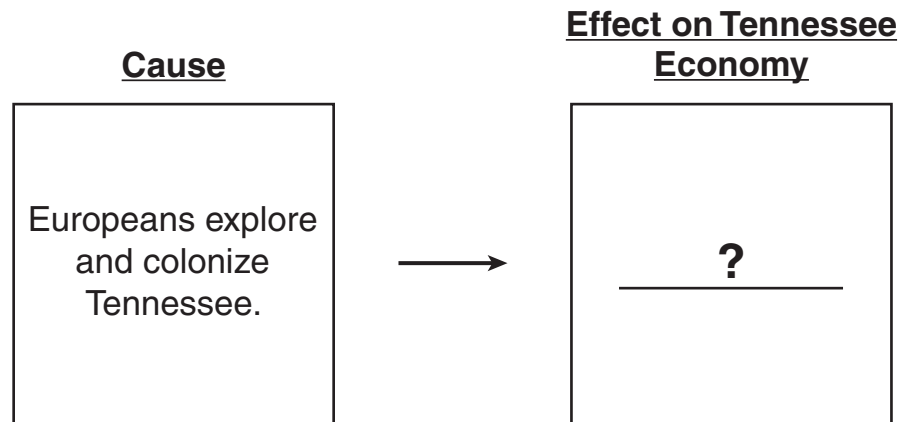 Cause
Effect on Tennessee
Economy
Europeans explore
and colonize
Tennessee.
?